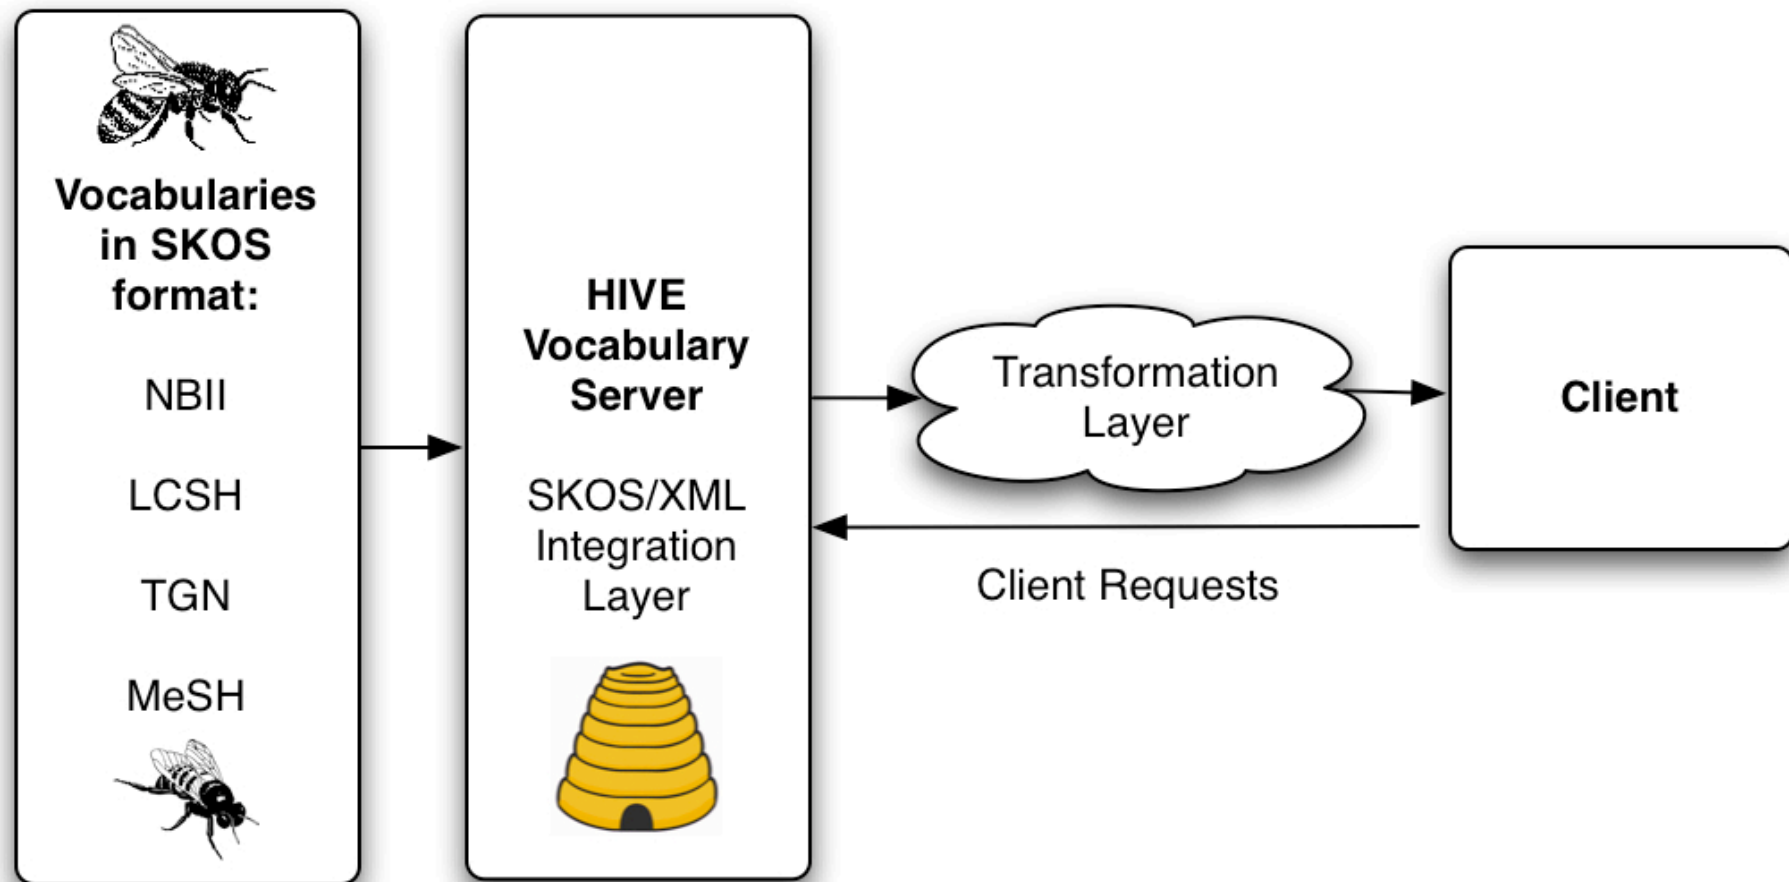 Vocabularies
in SKOS
format:
NBII
LCSH
TGN
MeSH
HIVE
Vocabulary
Server
SKOS/XML
Integration
Layer
Transformation
Layer
Client Requests
Client